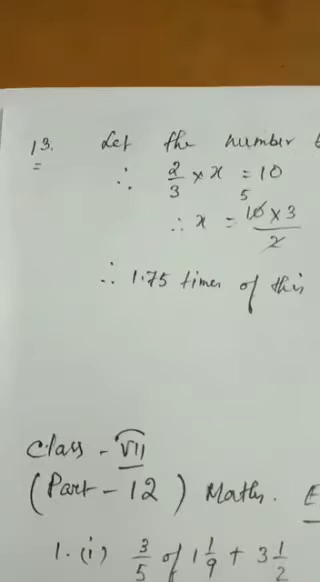 13. Let the number
∴ 2/3 × x = 10
∴ x = 10 × 3 / 2
5
∴ 1.75 times of this
Class - VII
(Part - 12) Maths. E
1. (i) 3/5 of 1 1/9 + 3 1/2